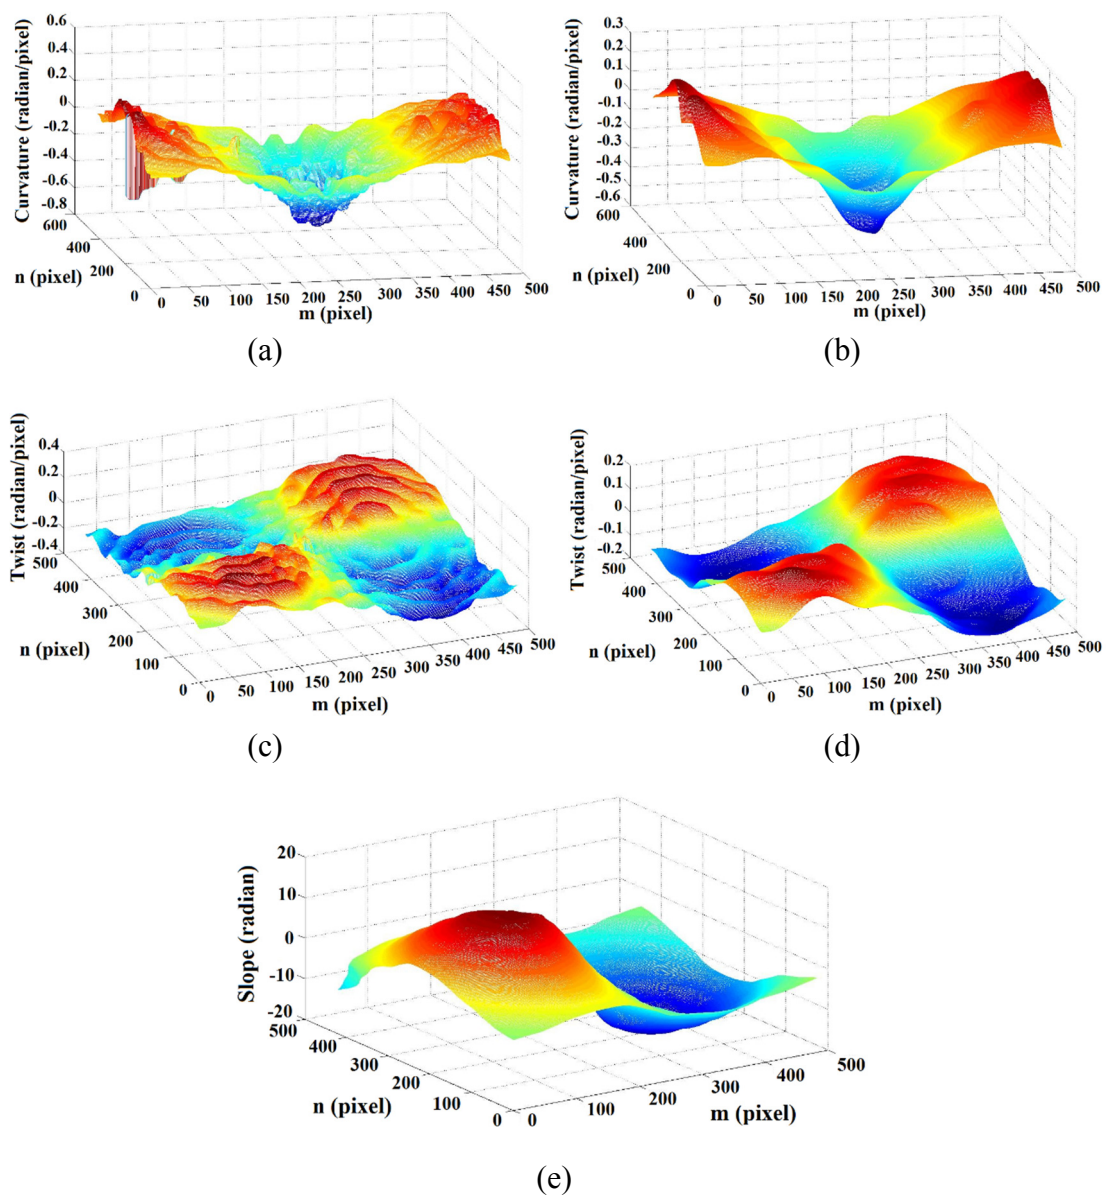 0.6
0.4
0.2
0
-0.2
-0.4
-0.6
-0.8
Curvature (radian/pixel)
600
400
200
0
n (pixel)
0 50 100 150 200 250 300 350 400 450 500
m (pixel)
(a)
0.3
0.2
0.1
0
-0.1
-0.2
-0.3
-0.4
-0.5
-0.6
Curvature (radian/pixel)
600
400
200
0
n (pixel)
0 50 100 150 200 250 300 350 400 450 500
m (pixel)
(b)
0.4
0.2
0
-0.2
-0.4
Twist (radian/pixel)
500
400
300
200
100
0
n (pixel)
0 50 100 150 200 250 300 350 400 450 500
m (pixel)
(c)
0.2
0.1
0
-0.1
-0.2
Twist (radian/pixel)
500
400
300
200
100
0
n (pixel)
0 50 100 150 200 250 300 350 400 450 500
m (pixel)
(d)
20
10
0
-10
-20
Slope (radian)
500
400
300
200
100
0
n (pixel)
0 100 200 300 400 500
m (pixel)
(e)